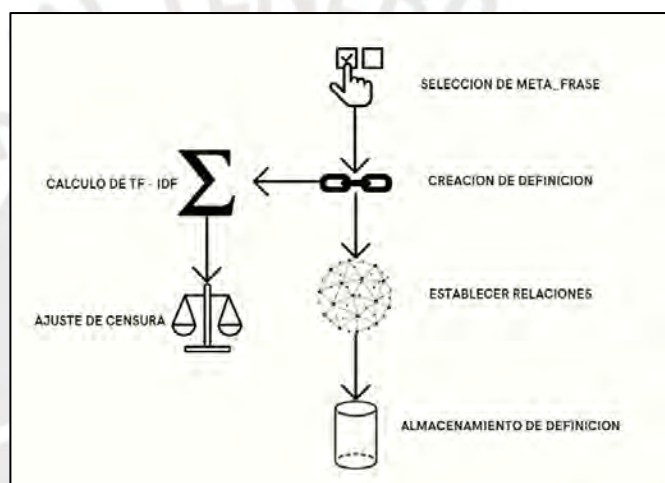 SELECCION DE META_FRASE
CALCULO DE TF - IDF
CREACION DE DEFINICION
ESTABLECER RELACIONES
AJUSTE DE CENSURA
ALMACENAMIENTO DE DEFINICION